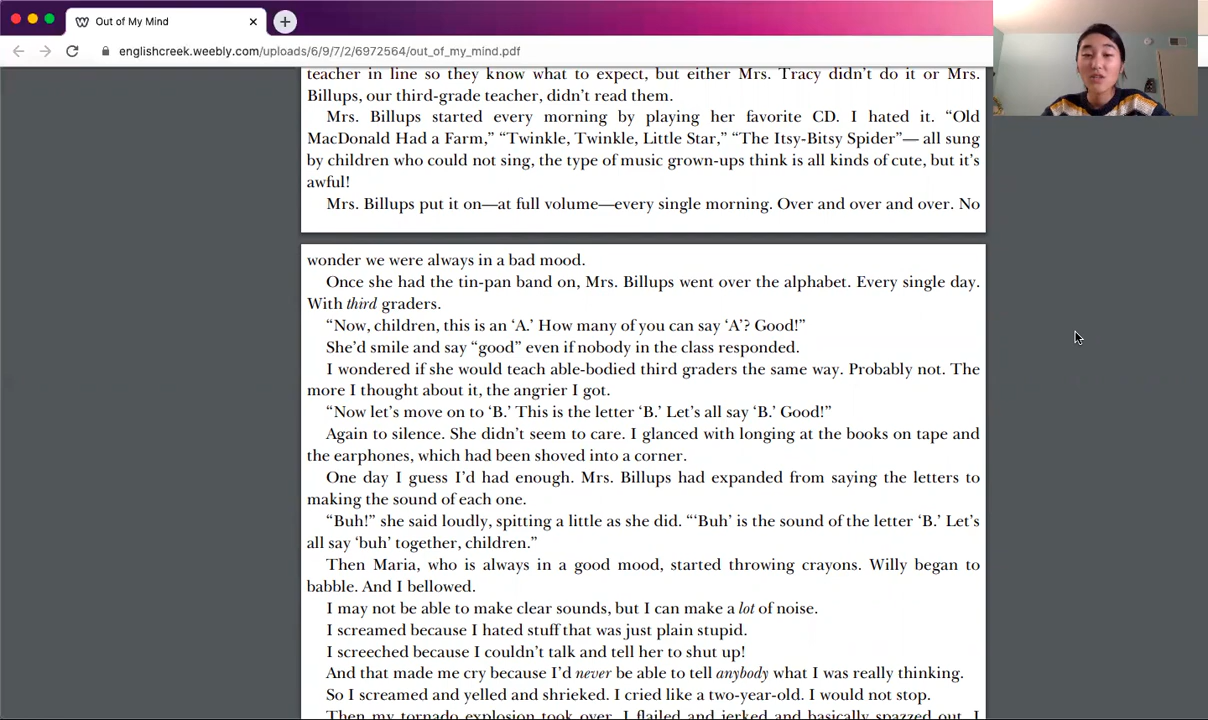 Out of My Mind
englishcreek.weebly.com/uploads/6/9/7/2/6972564/out_of_my_mind.pdf
teacher in line so they know what to expect, but either Mrs. Tracy didn’t do it or Mrs.
Billups, our third-grade teacher, didn’t read them.
Mrs. Billups started every morning by playing her favorite CD. I hated it. “Old
MacDonald Had a Farm,” “Twinkle, Twinkle, Little Star,” “The Itsy-Bitsy Spider”— all sung
by children who could not sing, the type of music grown-ups think is all kinds of cute, but it’s
awful!
Mrs. Billups put it on—at full volume—every single morning. Over and over and over. No
wonder we were always in a bad mood.
Once she had the tin-pan band on, Mrs. Billups went over the alphabet. Every single day.
With third graders.
“Now, children, this is an ‘A.’ How many of you can say ‘A’? Good!”
She’d smile and say “good” even if nobody in the class responded.
I wondered if she would teach able-bodied third graders the same way. Probably not. The
more I thought about it, the angrier I got.
“Now let’s move on to ‘B.’ This is the letter ‘B.’ Let’s all say ‘B.’ Good!”
Again to silence. She didn’t seem to care. I glanced with longing at the books on tape and
the earphones, which had been shoved into a corner.
One day I guess I’d had enough. Mrs. Billups had expanded from saying the letters to
making the sound of each one.
“Buh!” she said loudly, spitting a little as she did. “‘Buh’ is the sound of the letter ‘B.’ Let’s
all say ‘buh’ together, children.”
Then Maria, who is always in a good mood, started throwing crayons. Willy began to
babble. And I bellowed.
I may not be able to make clear sounds, but I can make a lot of noise.
I screamed because I hated stuff that was just plain stupid.
I screeched because I couldn’t talk and tell her to shut up!
And that made me cry because I’d never be able to tell anybody what I was really thinking.
So I screamed and yelled and shrieked. I cried like a two-year-old. I would not stop.
Then my tornado explosion took over. I flailed and jerked and basically spazzed out. I